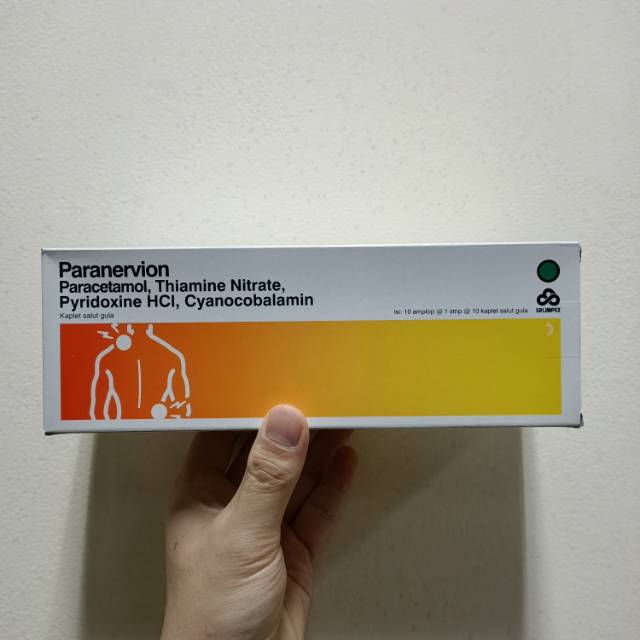 Paranervion
Paracetamol, Thiamine Nitrate,
Pyridoxine HCl, Cyanocobalamin
Kaplet salut gula
Isi: 10 amplop @ 1 strip @ 10 kaplet salut gula
ERLIMPEX